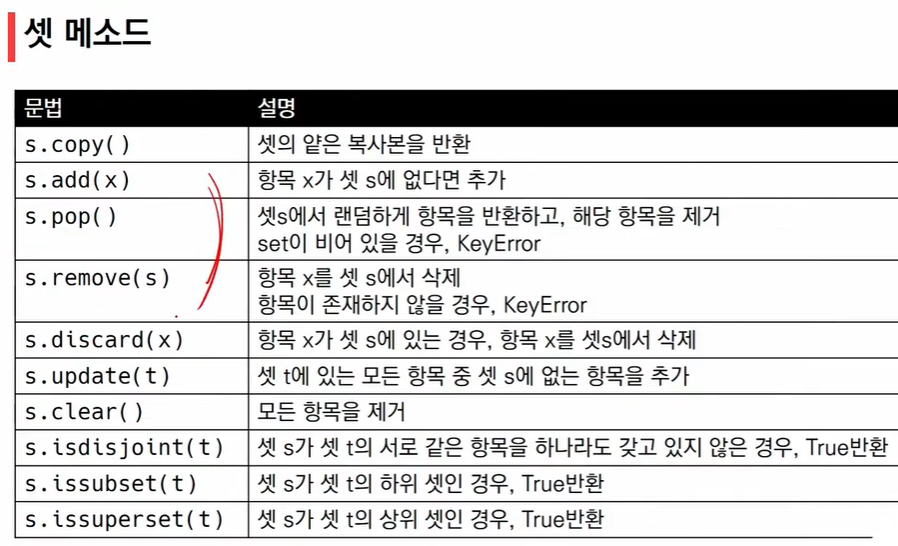 셋 메소드
문법 설명
s.copy() 셋의 얕은 복사본을 반환
s.add(x) 항목 x가 셋 s에 없다면 추가
s.pop() 셋s에서 랜덤하게 항목을 반환하고, 해당 항목을 제거
set이 비어 있을 경우, KeyError
s.remove(s) 항목 x를 셋 s에서 삭제
항목이 존재하지 않을 경우, KeyError
s.discard(x) 항목 x가 셋 s에 있는 경우, 항목 x를 셋s에서 삭제
s.update(t) 셋 t에 있는 모든 항목 중 셋 s에 없는 항목을 추가
s.clear() 모든 항목을 제거
s.isdisjoint(t) 셋 s가 셋 t의 서로 같은 항목을 하나라도 갖고 있지 않은 경우, True반환
s.issubset(t) 셋 s가 셋 t의 하위 셋인 경우, True반환
s.issuperset(t) 셋 s가 셋 t의 상위 셋인 경우, True반환